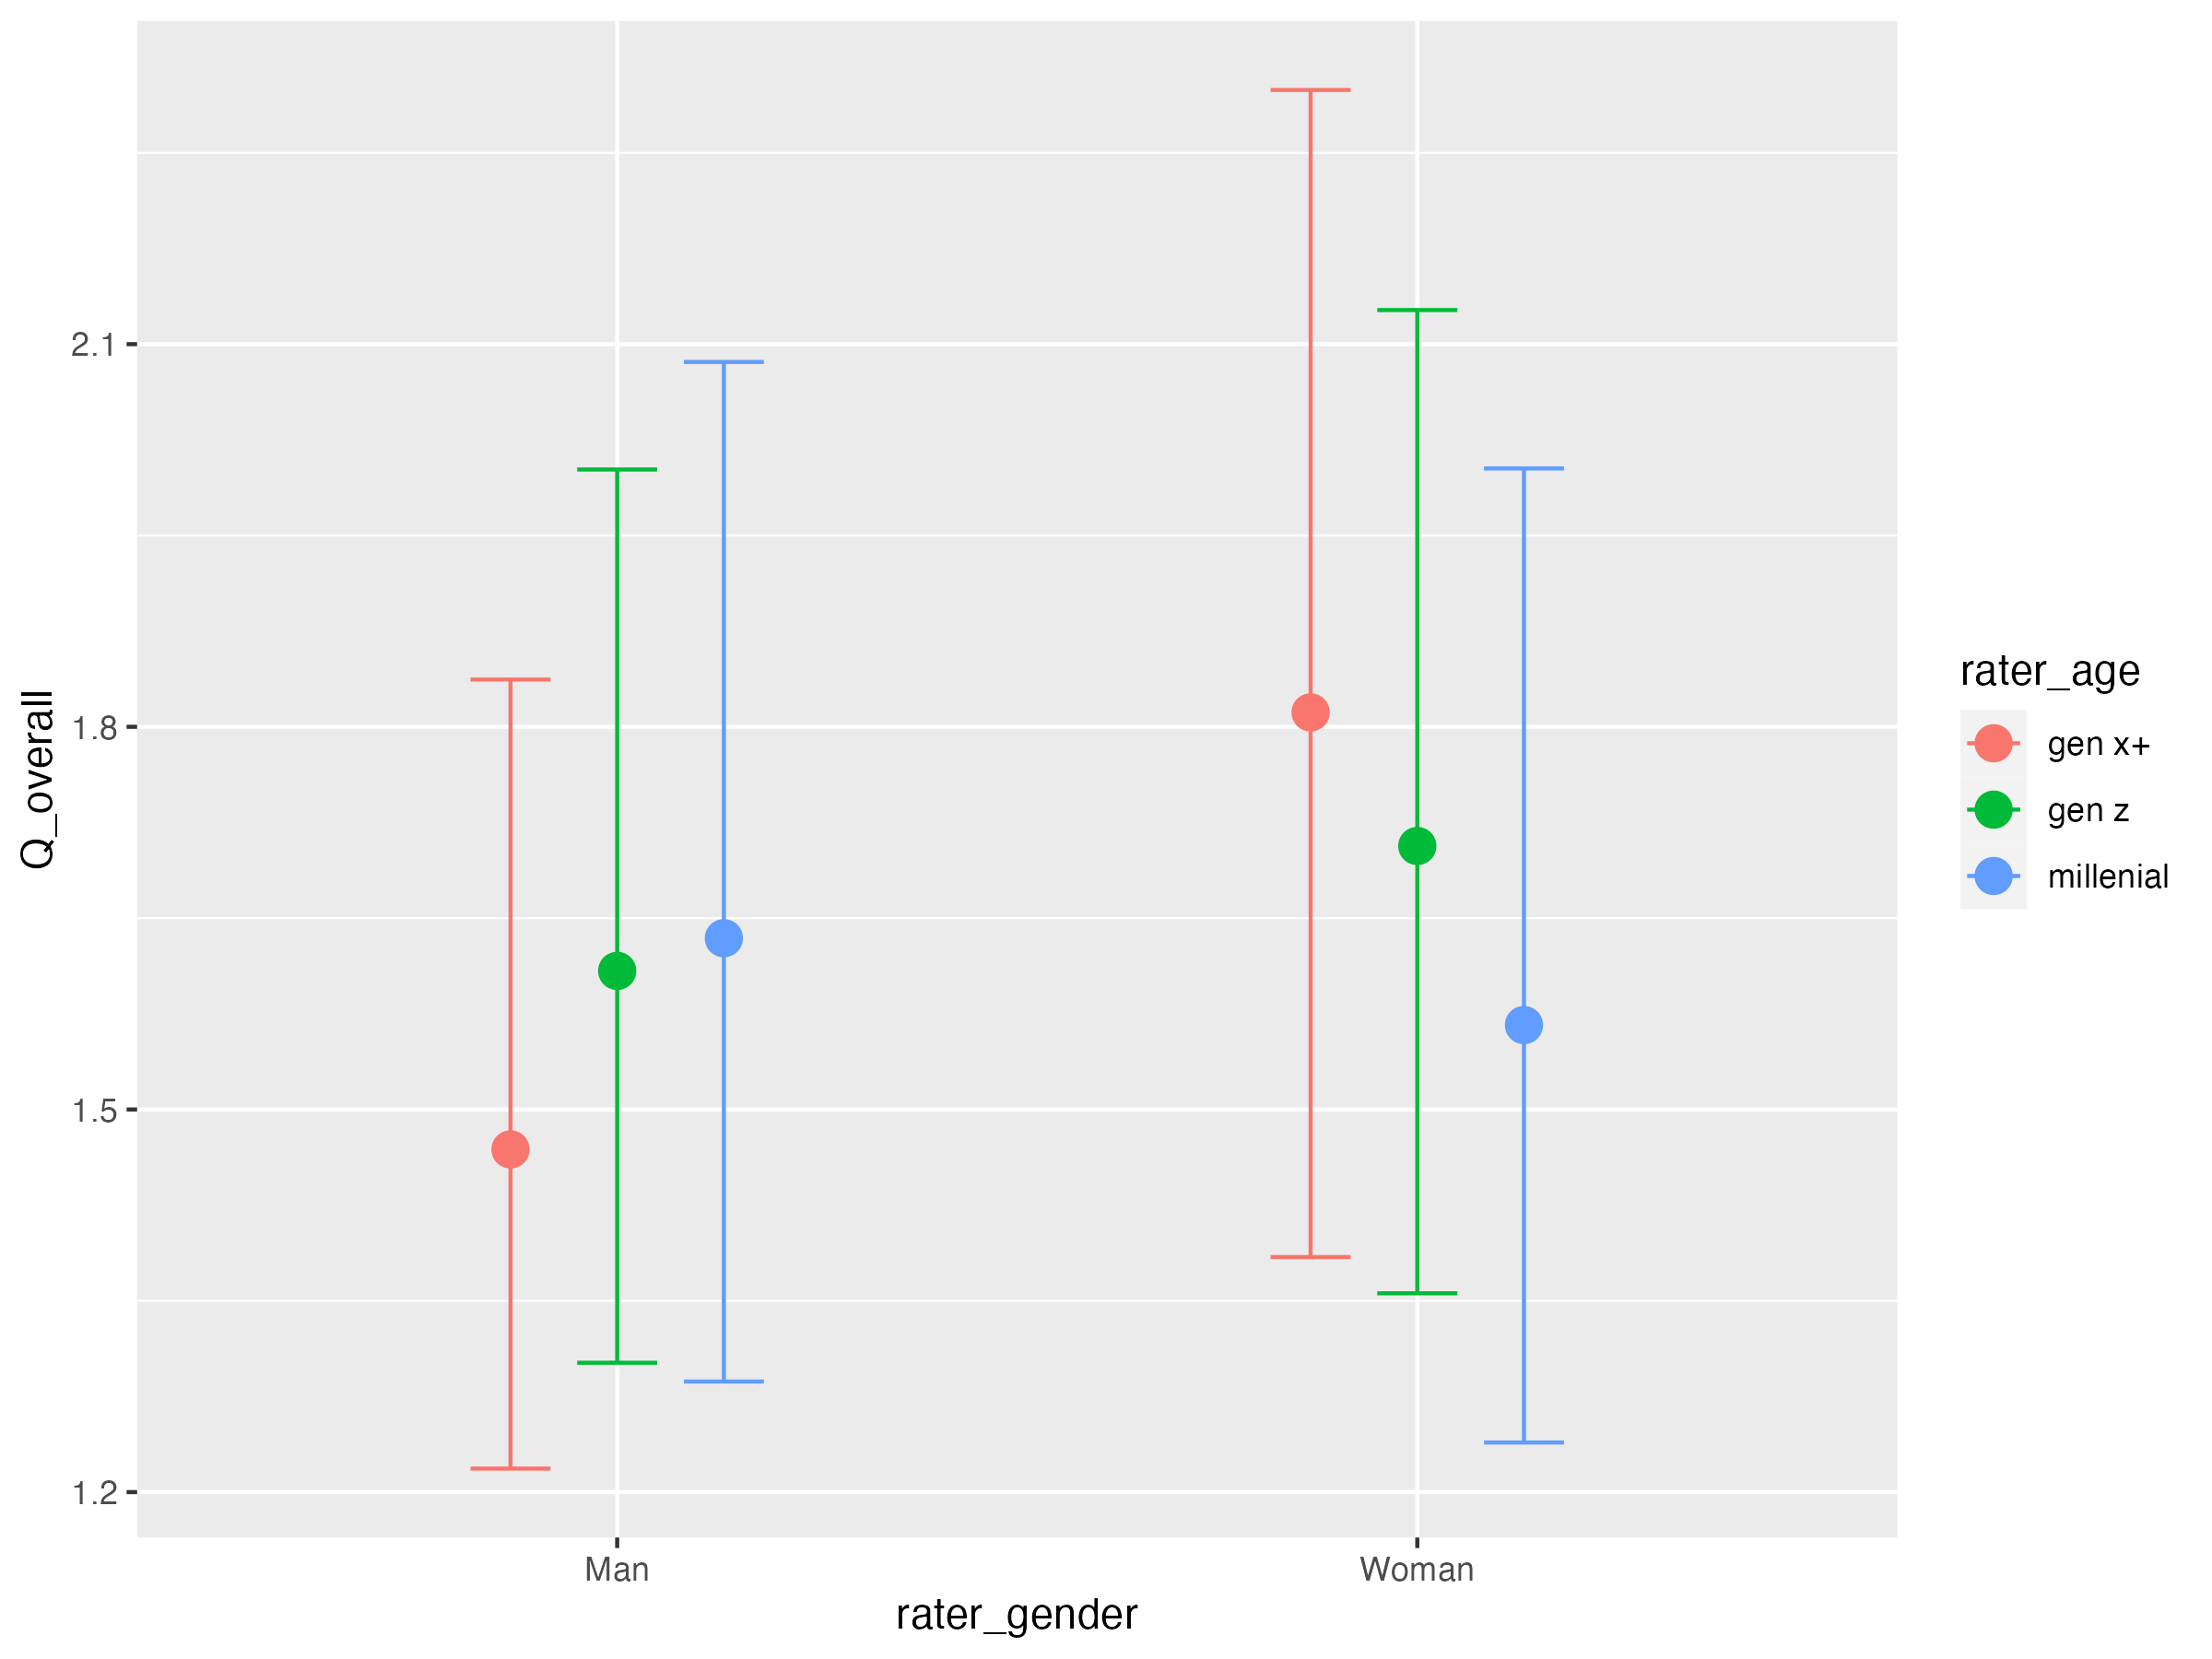 Q_overall
2.1
1.8
1.5
1.2
Man
Woman
rater_gender
rater_age
gen x+
gen z
millenial